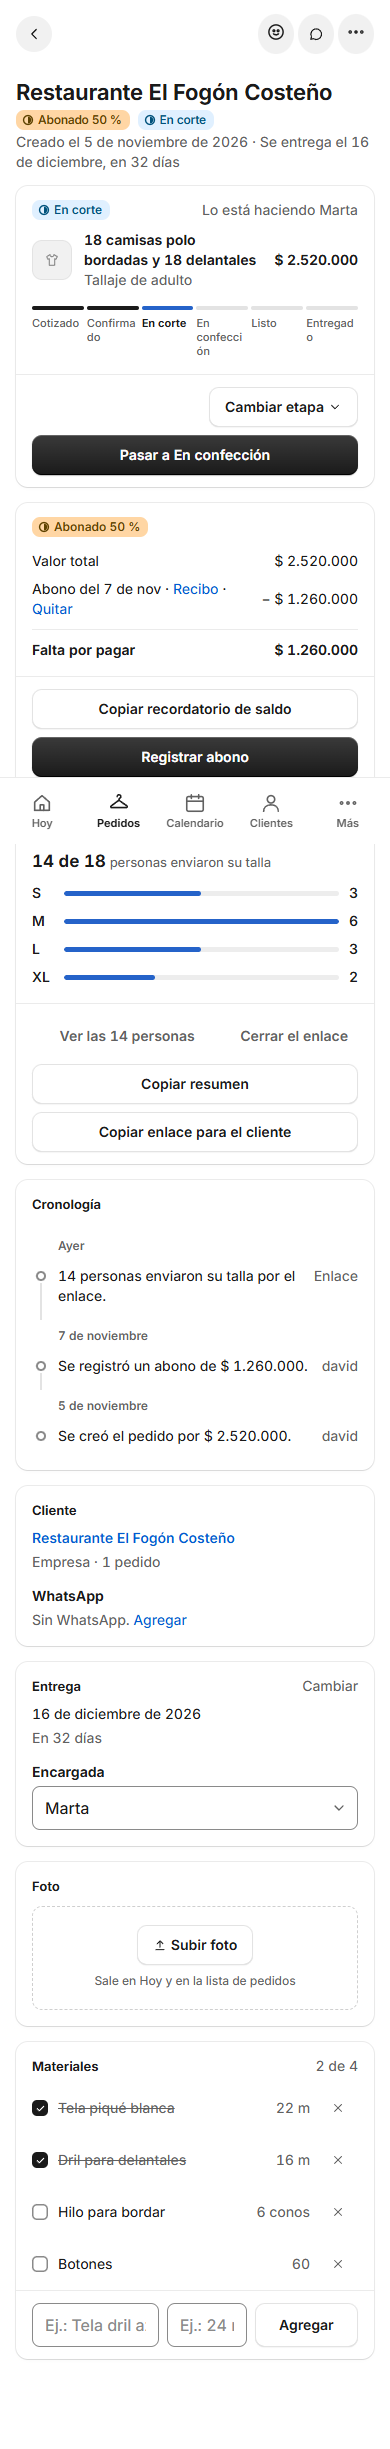 Restaurante El Fogón Costeño
Abonado 50 % En corte
Creado el 5 de noviembre de 2026 · Se entrega el 16
de diciembre, en 32 días
En corte Lo está haciendo Marta
18 camisas polo
bordadas y 18 delantales $ 2.520.000
Tallaje de adulto
Cotizado Confirma En corte En Listo Entregad
do confecci o
ón
Cambiar etapa
Pasar a En confección
Abonado 50 %
Valor total $ 2.520.000
Abono del 7 de nov · Recibo · − $ 1.260.000
Quitar
Falta por pagar $ 1.260.000
Copiar recordatorio de saldo
Registrar abono
Hoy Pedidos Calendario Clientes Más
14 de 18 personas enviaron su talla
S 3
M 6
L 3
XL 2
Ver las 14 personas Cerrar el enlace
Copiar resumen
Copiar enlace para el cliente
Cronología
Ayer
14 personas enviaron su talla por el Enlace
enlace.
7 de noviembre
Se registró un abono de $ 1.260.000. david
5 de noviembre
Se creó el pedido por $ 2.520.000. david
Cliente
Restaurante El Fogón Costeño
Empresa · 1 pedido
WhatsApp
Sin WhatsApp. Agregar
Entrega Cambiar
16 de diciembre de 2026
En 32 días
Encargada
Marta
Foto
Subir foto
Sale en Hoy y en la lista de pedidos
Materiales 2 de 4
Tela piqué blanca 22 m
Dril para delantales 16 m
Hilo para bordar 6 conos
Botones 60
Ej.: Tela dril a Ej.: 24 Agregar